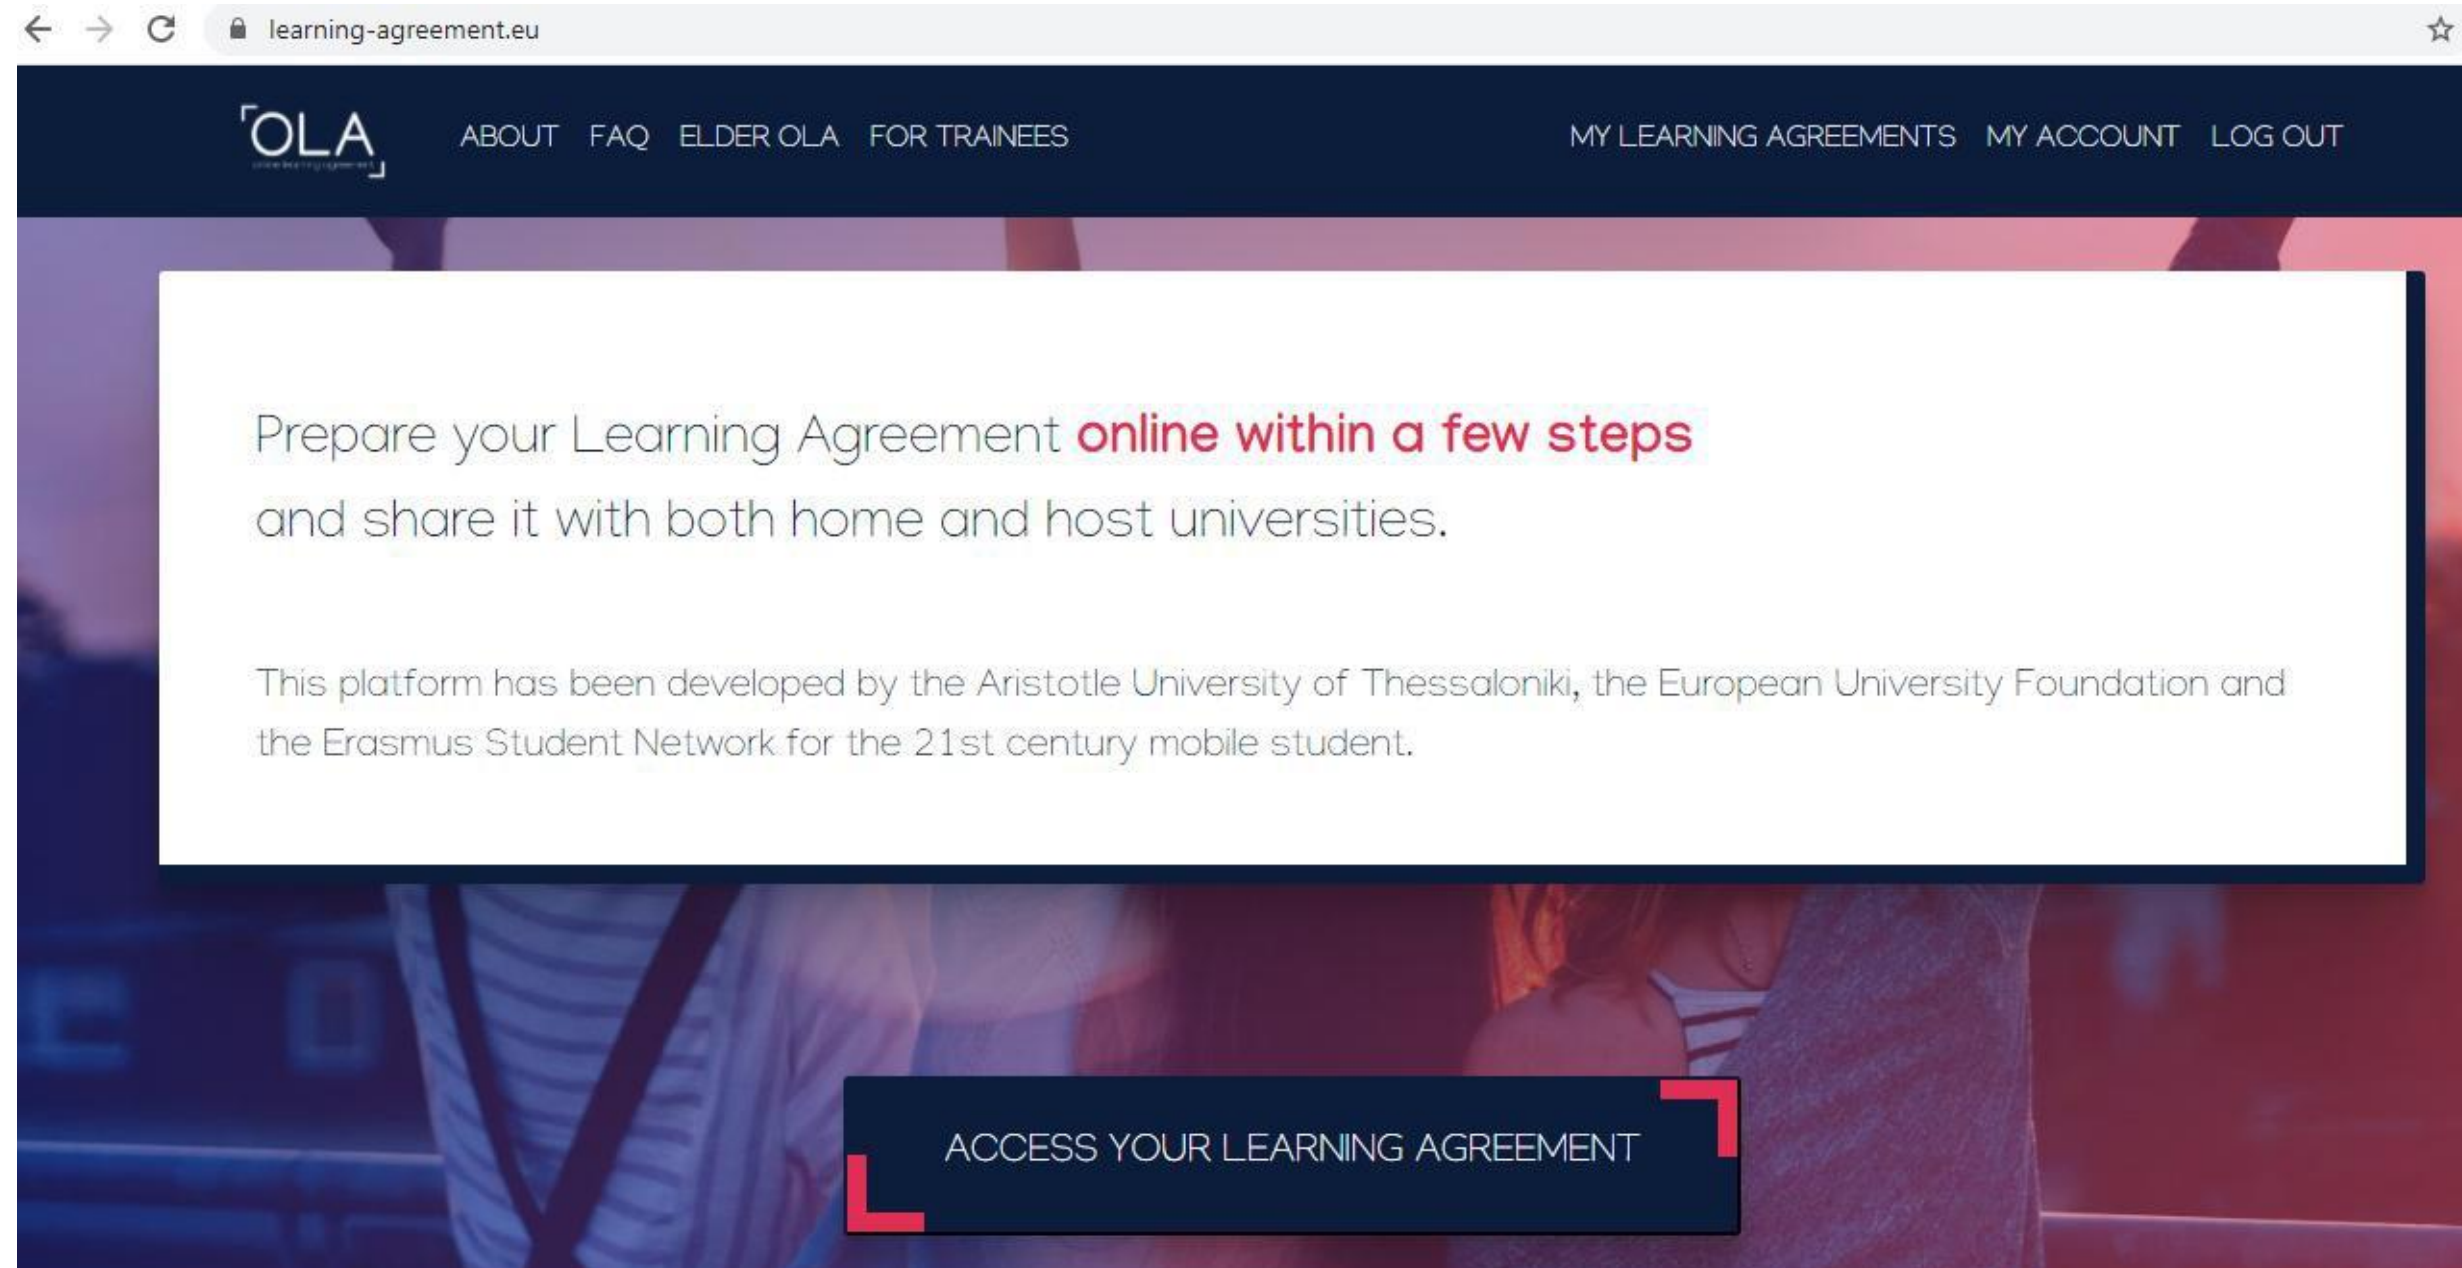 learning-agreement.eu
OLA
ABOUT FAQ ELDER OLA FOR TRAINEES
MY LEARNING AGREEMENTS MY ACCOUNT LOG OUT
Prepare your Learning Agreement online within a few steps
and share it with both home and host universities.
This platform has been developed by the Aristotle University of Thessaloniki, the European University Foundation and
the Erasmus Student Network for the 21st century mobile student.
ACCESS YOUR LEARNING AGREEMENT